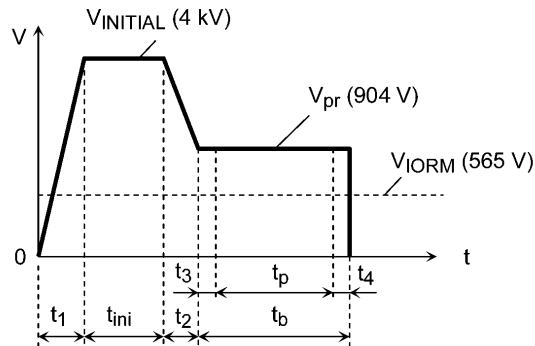 V
VINITIAL (4 kV)
Vpr (904 V)
VIORM (565 V)
0
t
t3
tp
t4
t1
tini
t2
tb